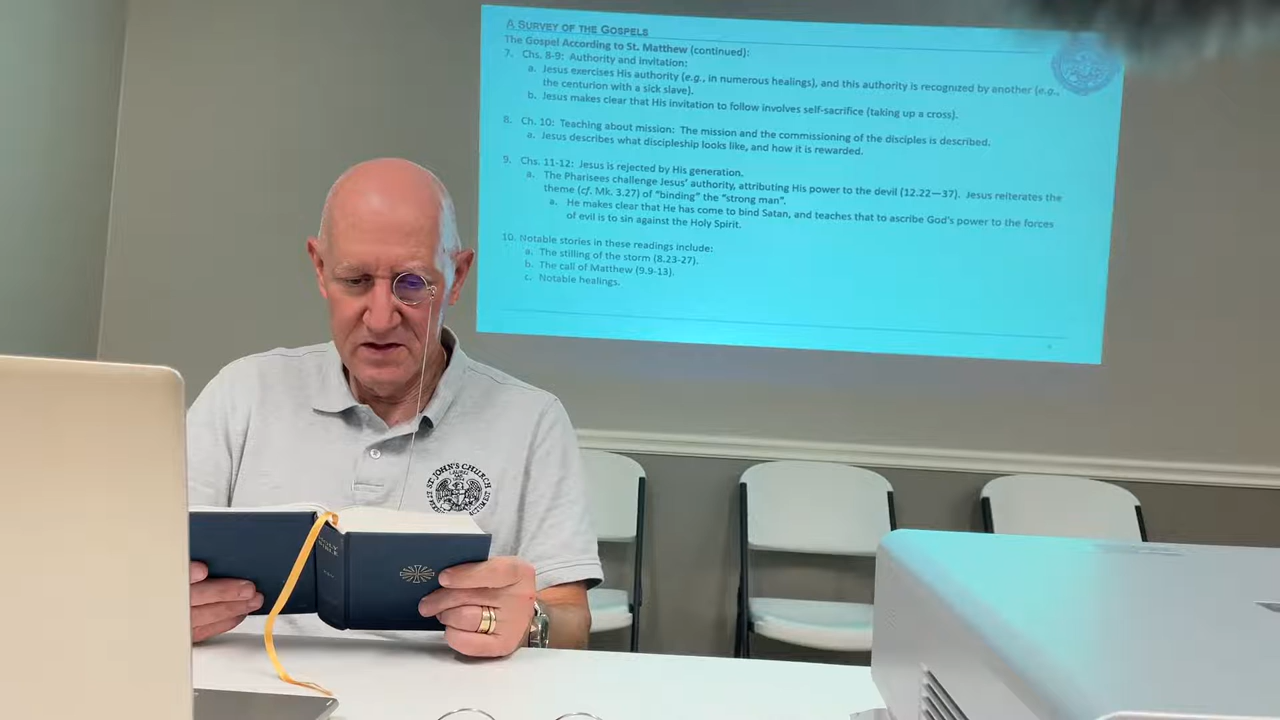 A SURVEY OF THE GOSPELS
The Gospel According to St. Matthew (continued):
7. Chs. 8-9: Authority and Invitation:
a. Jesus exercises His authority (e.g., in numerous healings), and this authority is recognized by another (e.g.,
the centurion with a sick slave).
b. Jesus makes clear that His invitation to follow involves self-sacrifice (taking up a cross).
8. Ch. 10: Teaching about mission: The mission and the commissioning of the disciples is described.
a. Jesus describes what discipleship looks like, and how it is rewarded.
9. Chs. 11-12: Jesus is rejected by His generation.
a. The Pharisees challenge Jesus' authority, attributing His power to the devil (12.22—37). Jesus reiterates the
theme (cf. Mk. 3.27) of "binding" the "strong man".
a. He makes clear that He has come to bind Satan, and teaches that to ascribe God's power to the forces
of evil is to sin against the Holy Spirit.
10. Notable stories in these readings include:
a. The stilling of the storm (8.23-27).
b. The call of Matthew (9.9-13).
c. Notable healings.
ST. JOHN'S CHURCH
LAUREL
HOLY
BIBLE